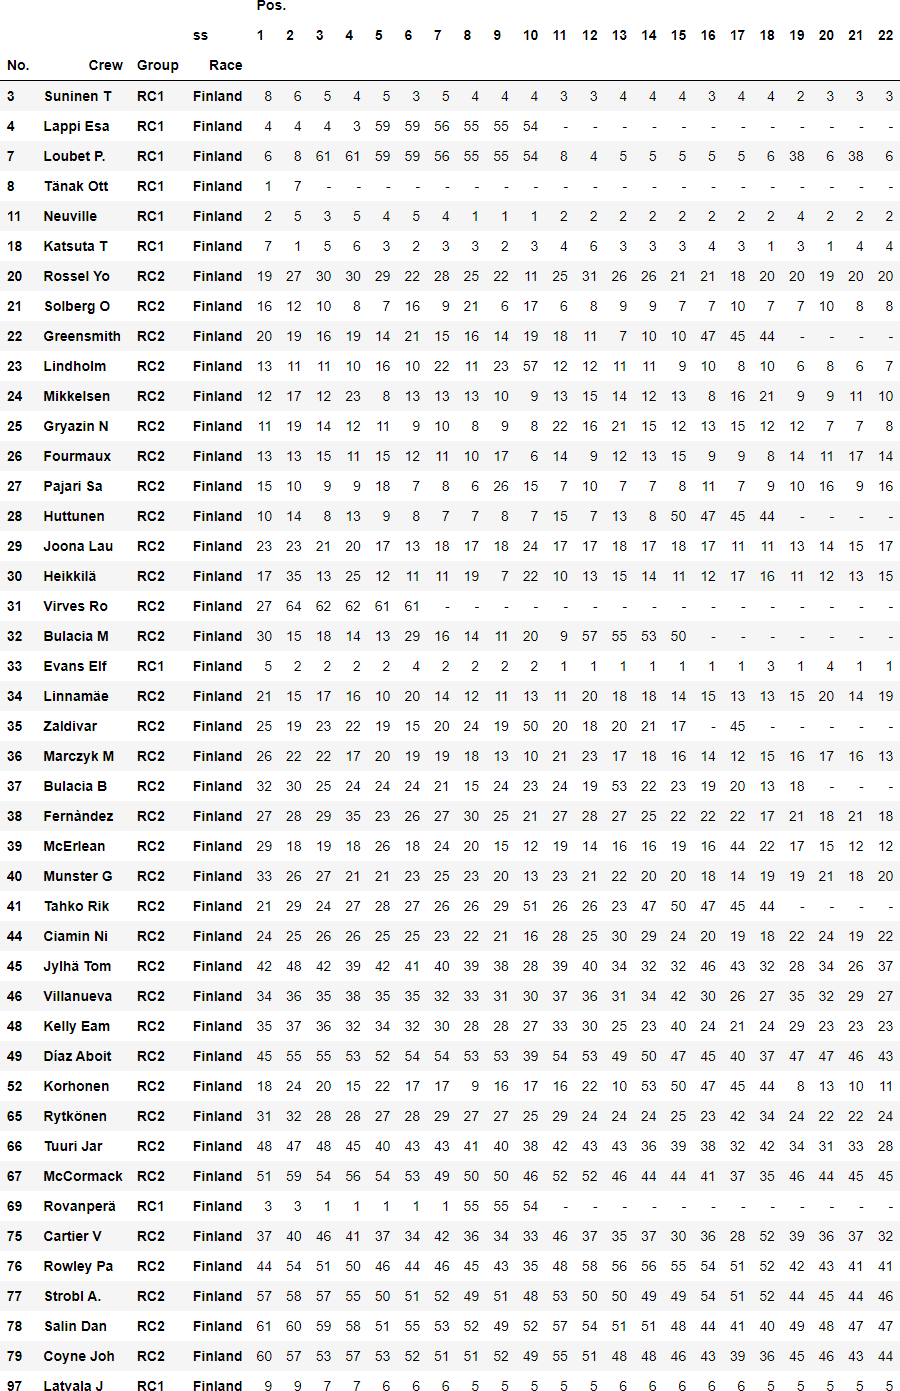 Pos.
ss 1 2 3 4 5 6 7 8 9 10 11 12 13 14 15 16 17 18 19 20 21 22
No. Crew Group Race
3 Suninen T RC1 Finland 8 6 5 4 5 3 5 4 4 4 3 3 4 4 4 3 4 4 2 3 3 3
4 Lappi Esa RC1 Finland 4 4 4 3 59 59 56 55 55 54 - - - - - - - - - - - -
7 Loubet P. RC1 Finland 6 8 61 61 59 59 56 55 55 54 8 4 5 5 5 5 5 6 38 6 38 6
8 Tänak Ott RC1 Finland 1 7 - - - - - - - - - - - - - - - - - - - -
11 Neuville RC1 Finland 2 5 3 5 4 5 4 1 1 1 2 2 2 2 2 2 2 2 4 2 2 2
18 Katsuta T RC1 Finland 7 1 5 6 3 2 3 3 2 3 4 6 3 3 3 4 3 1 3 1 4 4
20 Rossel Yo RC2 Finland 19 27 30 30 29 22 28 25 22 11 25 31 26 26 21 21 18 20 20 19 20 20
21 Solberg O RC2 Finland 16 12 10 8 7 16 9 21 6 17 6 8 9 9 7 7 10 7 7 10 8 8
22 Greensmith RC2 Finland 20 19 16 19 14 21 15 16 14 19 18 11 7 10 10 47 45 44 - - - -
23 Lindholm RC2 Finland 13 11 11 10 16 10 22 11 23 57 12 12 11 11 9 10 8 10 6 8 6 7
24 Mikkelsen RC2 Finland 12 17 12 23 8 13 13 13 10 9 13 15 14 12 13 8 16 21 9 9 11 10
25 Gryazin N RC2 Finland 11 19 14 12 11 9 10 8 9 8 22 16 21 15 12 13 15 12 12 7 7 8
26 Fourmaux RC2 Finland 13 13 15 11 15 12 11 10 17 6 14 9 12 13 15 9 9 8 14 11 17 14
27 Pajari Sa RC2 Finland 15 10 9 9 18 7 8 6 26 15 7 10 7 7 8 11 7 9 10 16 9 16
28 Huttunen RC2 Finland 10 14 8 13 9 8 7 7 8 7 15 7 13 8 50 47 45 44 - - - -
29 Joona Lau RC2 Finland 23 23 21 20 17 13 18 17 18 24 17 17 18 17 18 17 11 11 13 14 15 17
30 Heikkilä RC2 Finland 17 35 13 25 12 11 11 19 7 22 10 13 15 14 11 12 17 16 11 12 13 15
31 Virves Ro RC2 Finland 27 64 62 62 61 61 - - - - - - - - - - - - - - - -
32 Bulacia M RC2 Finland 30 15 18 14 13 29 16 14 11 20 9 57 55 53 50 - - - - - - -
33 Evans Elf RC1 Finland 5 2 2 2 2 4 2 2 2 2 1 1 1 1 1 1 1 3 1 4 1 1
34 Linnamäe RC2 Finland 21 15 17 16 10 20 14 12 11 13 11 20 18 18 14 15 13 13 15 20 14 19
35 Zaldivar RC2 Finland 25 19 23 22 19 15 20 24 19 50 20 18 20 21 17 - 45 - - - - -
36 Marczyk M RC2 Finland 26 22 22 17 20 19 19 18 13 10 21 23 17 18 16 14 12 15 16 17 16 13
37 Bulacia B RC2 Finland 32 30 25 24 24 24 21 15 24 23 24 19 53 22 23 19 20 13 18 - - -
38 Fernàndez RC2 Finland 27 28 29 35 23 26 27 30 25 21 27 28 27 25 22 22 22 17 21 18 21 18
39 McErlean RC2 Finland 29 18 19 18 26 18 24 20 15 12 19 14 16 16 19 16 44 22 17 15 12 12
40 Munster G RC2 Finland 33 26 27 21 21 23 25 23 20 13 23 21 22 20 20 18 14 19 19 21 18 20
41 Tahko Rik RC2 Finland 21 29 24 27 28 27 26 26 29 51 26 26 23 47 50 47 45 44 - - - -
44 Ciamin Ni RC2 Finland 24 25 26 26 25 25 23 22 21 16 28 25 30 29 24 20 19 18 22 24 19 22
45 Jylhä Tom RC2 Finland 42 48 42 39 42 41 40 39 38 28 39 40 34 32 32 46 43 32 28 34 26 37
46 Villanueva RC2 Finland 34 36 35 38 35 35 32 33 31 30 37 36 31 34 42 30 26 27 35 32 29 27
48 Kelly Eam RC2 Finland 35 37 36 32 34 32 30 28 28 27 33 30 25 23 40 24 21 24 29 23 23 23
49 Díaz Aboit RC2 Finland 45 55 55 53 52 54 54 53 53 39 54 53 49 50 47 45 40 37 47 47 46 43
52 Korhonen RC2 Finland 18 24 20 15 22 17 17 9 16 17 16 22 10 53 50 47 45 44 8 13 10 11
65 Rytkönen RC2 Finland 31 32 28 28 27 28 29 27 27 25 29 24 24 24 25 23 42 34 24 22 22 24
66 Tuuri Jar RC2 Finland 48 47 48 45 40 43 43 41 40 38 42 43 43 36 39 38 32 42 34 31 33 28
67 McCormack RC2 Finland 51 59 54 56 54 53 49 50 50 46 52 52 46 44 44 41 37 35 46 44 45 45
69 Rovanperä RC1 Finland 3 3 1 1 1 1 1 55 55 54 - - - - - - - - - - - -
75 Cartier V RC2 Finland 37 40 46 41 37 34 42 36 34 33 46 37 35 37 30 36 28 52 39 36 37 32
76 Rowley Pa RC2 Finland 44 54 51 50 46 44 46 45 43 35 48 58 56 56 55 54 51 52 42 43 41 41
77 Strobl A. RC2 Finland 57 58 57 55 50 51 52 49 51 48 53 50 50 49 49 54 51 52 44 45 44 46
78 Salin Dan RC2 Finland 61 60 59 58 51 55 53 52 49 52 57 54 51 51 48 44 41 40 49 48 47 47
79 Coyne Joh RC2 Finland 60 57 53 57 53 52 51 51 52 49 55 51 48 48 46 43 39 36 45 46 43 44
97 Latvala J RC1 Finland 9 9 7 7 6 6 6 5 5 5 5 5 6 6 6 6 6 5 5 5 5 5